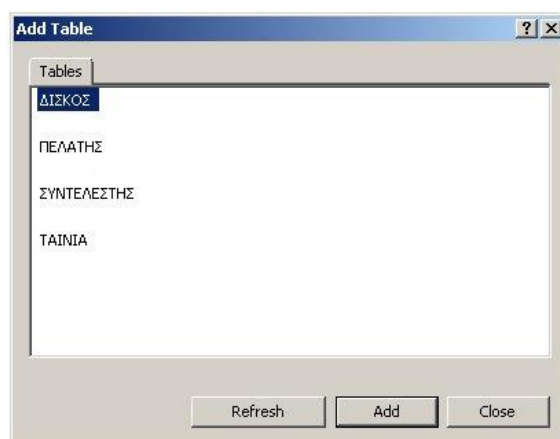 Add Table
Tables
ΔΙΣΚΟΣ
ΠΕΛΑΤΗΣ
ΣΥΝΤΕΛΕΣΤΗΣ
ΤΑΙΝΙΑ
Refresh Add Close